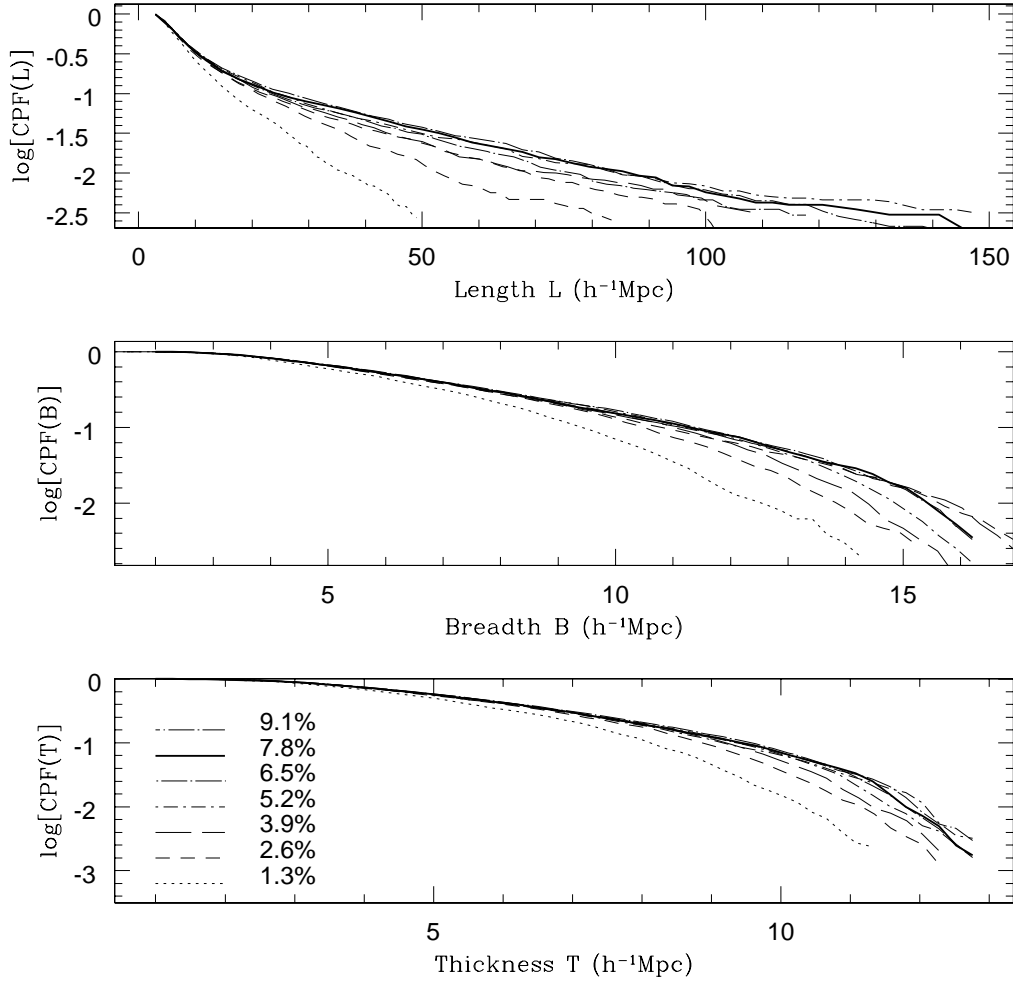 0
-0.5
-1
-1.5
-2
-2.5
log[CPF(L)]
0 50 100 150
Length L (h⁻¹Mpc)
0
-1
-2
log[CPF(B)]
5 10 15
Breadth B (h⁻¹Mpc)
0
-1
-2
-3
log[CPF(T)]
9.1%
7.8%
6.5%
5.2%
3.9%
2.6%
1.3%
5 10
Thickness T (h⁻¹Mpc)